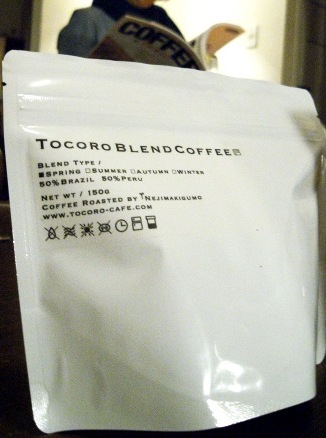 COFFEE
TOCORO BLEND COFFEE
BLEND TYPE /
■SPRING □SUMMER □AUTUMN □WINTER
50% BRAZIL 50% PERU
NET WT / 150g
COFFEE ROASTED BY NEJIMAKIGUMO
WWW.TOCORO-CAFE.COM